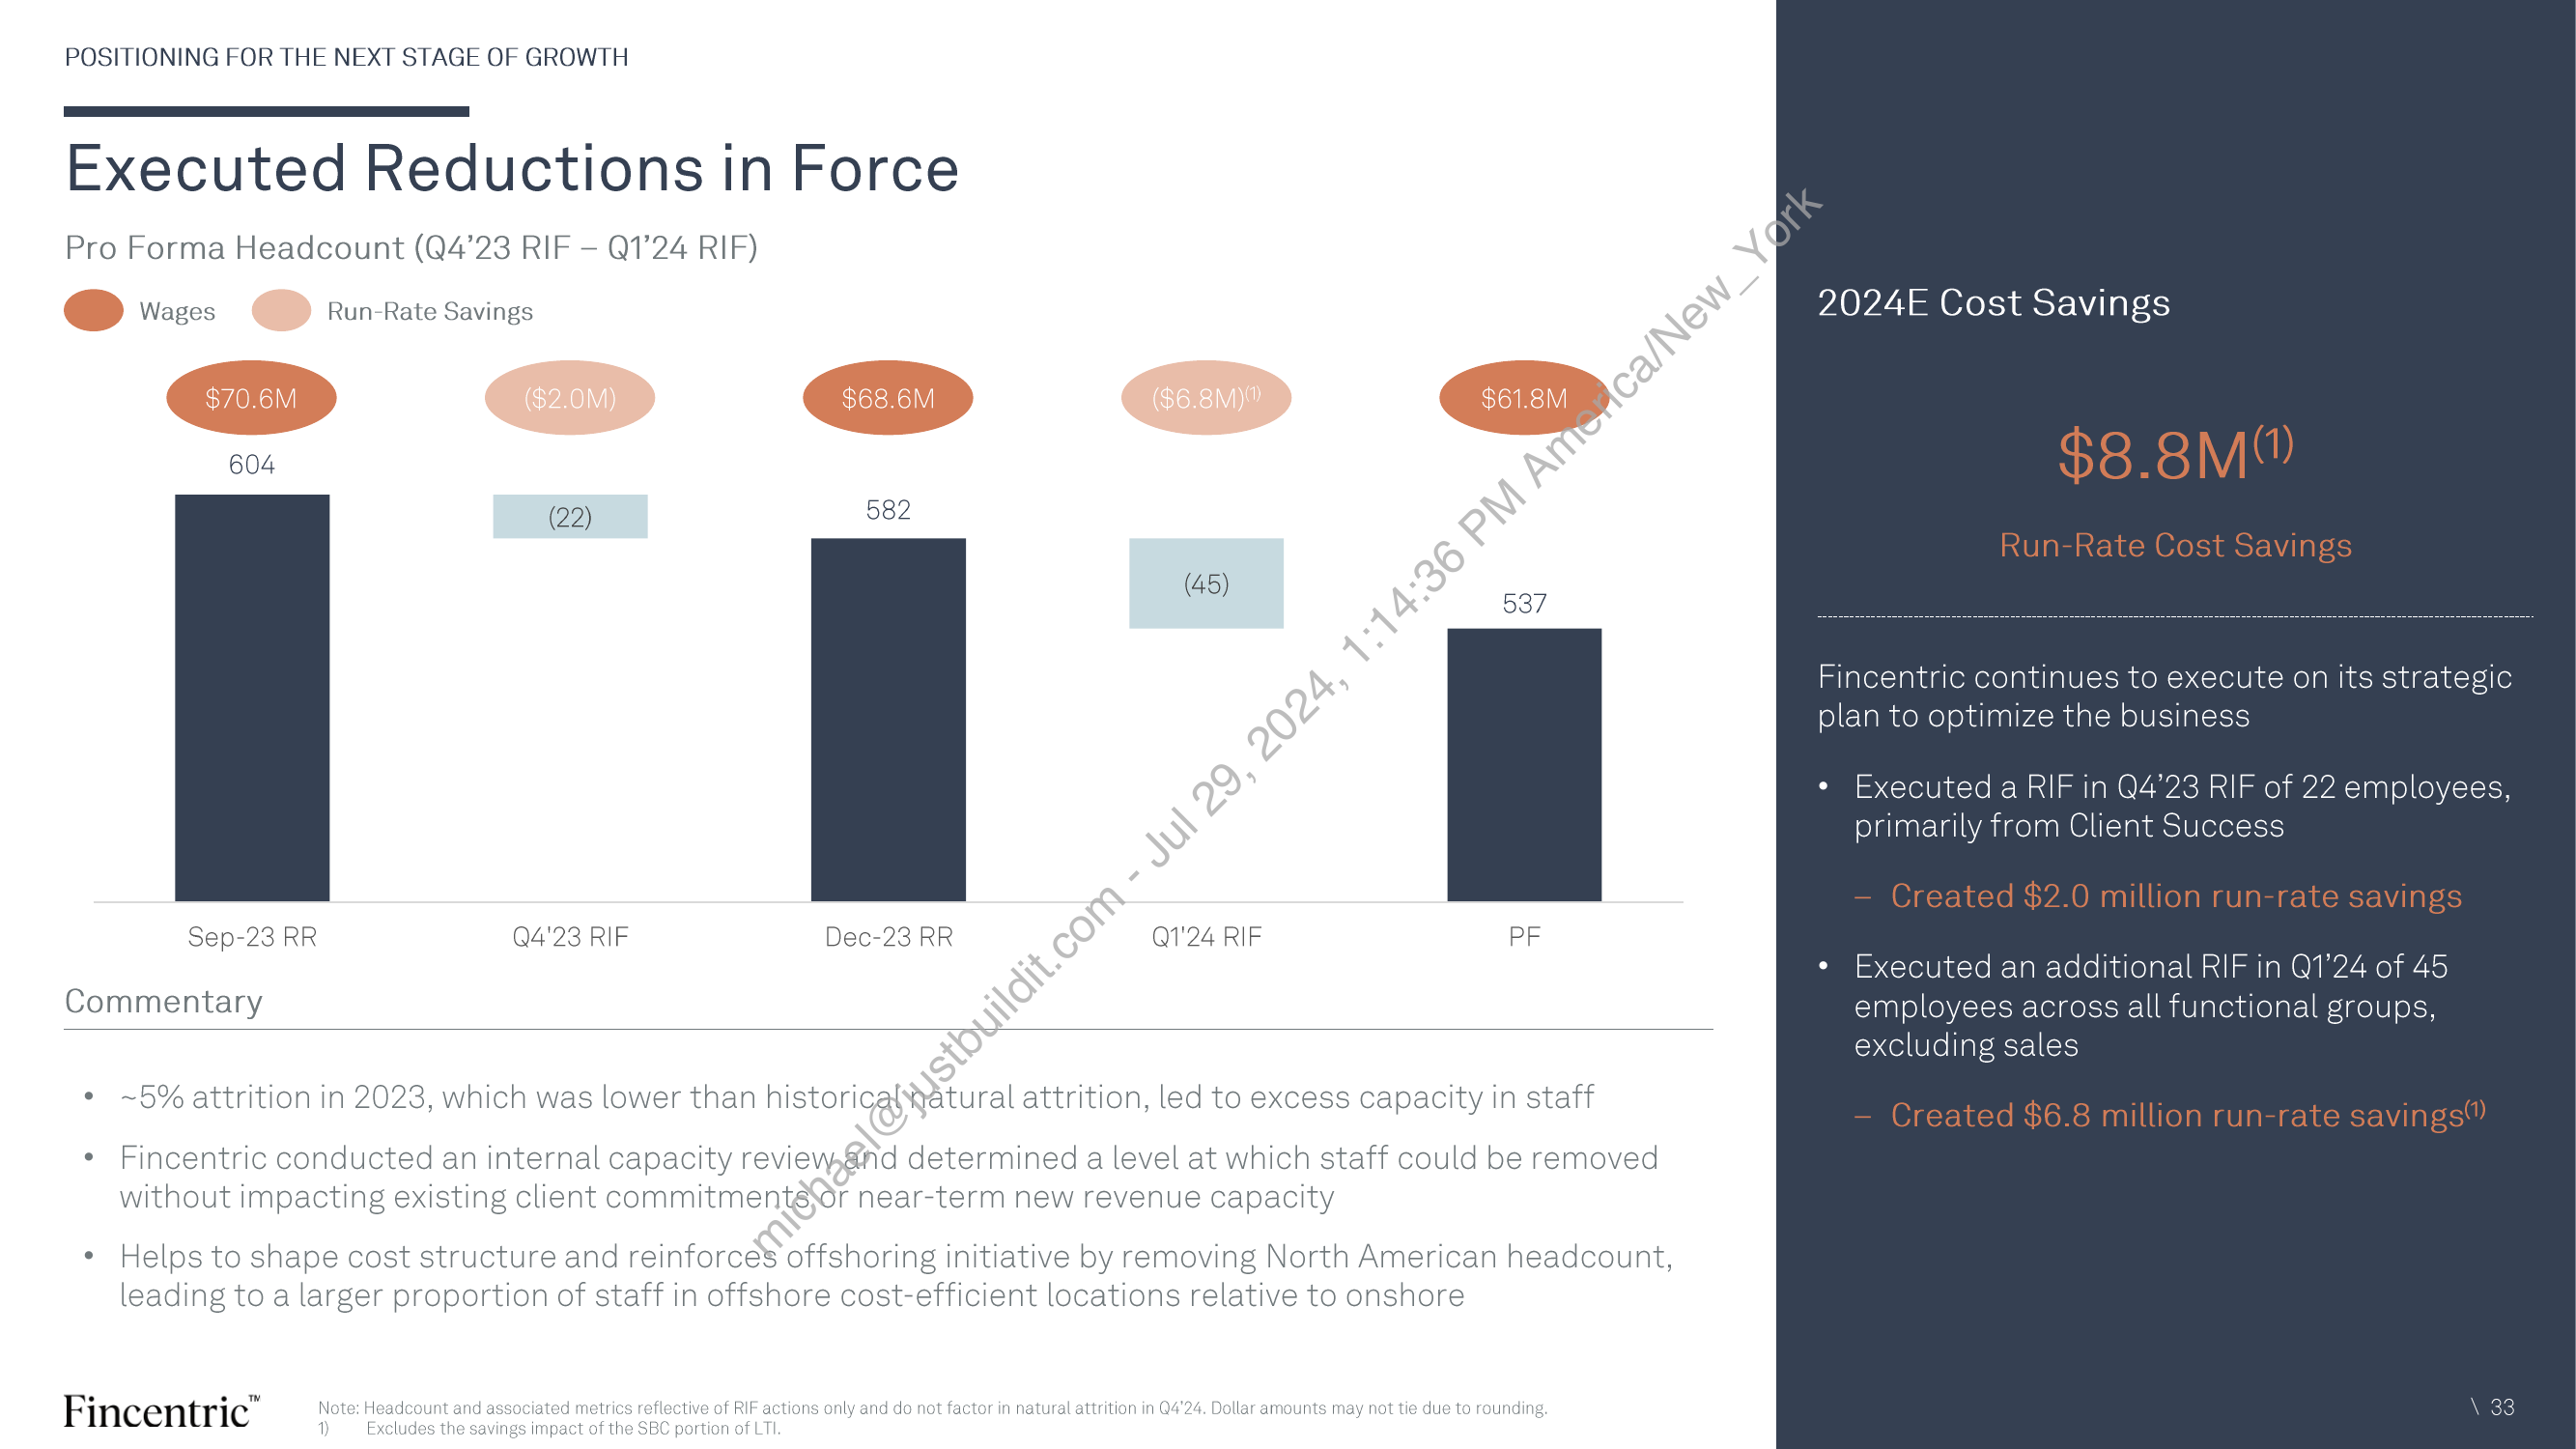 POSITIONING FOR THE NEXT STAGE OF GROWTH
Executed Reductions in Force
Pro Forma Headcount (Q4’23 RIF – Q1’24 RIF)
Wages Run-Rate Savings
$70.6M ($2.0M) $68.6M ($6.8M)(1) $61.8M
604
(22)
582
(45)
537
Sep-23 RR Q4'23 RIF Dec-23 RR Q1'24 RIF PF
Commentary
• ~5% attrition in 2023, which was lower than historical natural attrition, led to excess capacity in staff
• Fincentric conducted an internal capacity review and determined a level at which staff could be removed
without impacting existing client commitments or near-term new revenue capacity
• Helps to shape cost structure and reinforces offshoring initiative by removing North American headcount,
leading to a larger proportion of staff in offshore cost-efficient locations relative to onshore
2024E Cost Savings
$8.8M(1)
Run-Rate Cost Savings
Fincentric continues to execute on its strategic
plan to optimize the business
• Executed a RIF in Q4’23 RIF of 22 employees,
primarily from Client Success
– Created $2.0 million run-rate savings
• Executed an additional RIF in Q1’24 of 45
employees across all functional groups,
excluding sales
– Created $6.8 million run-rate savings(1)
michael@justbuildit.com - Jul 29, 2024, 1:14:36 PM America/New_York
Fincentric™
Note: Headcount and associated metrics reflective of RIF actions only and do not factor in natural attrition in Q4’24. Dollar amounts may not tie due to rounding.
1) Excludes the savings impact of the SBC portion of LTI.
\ 33